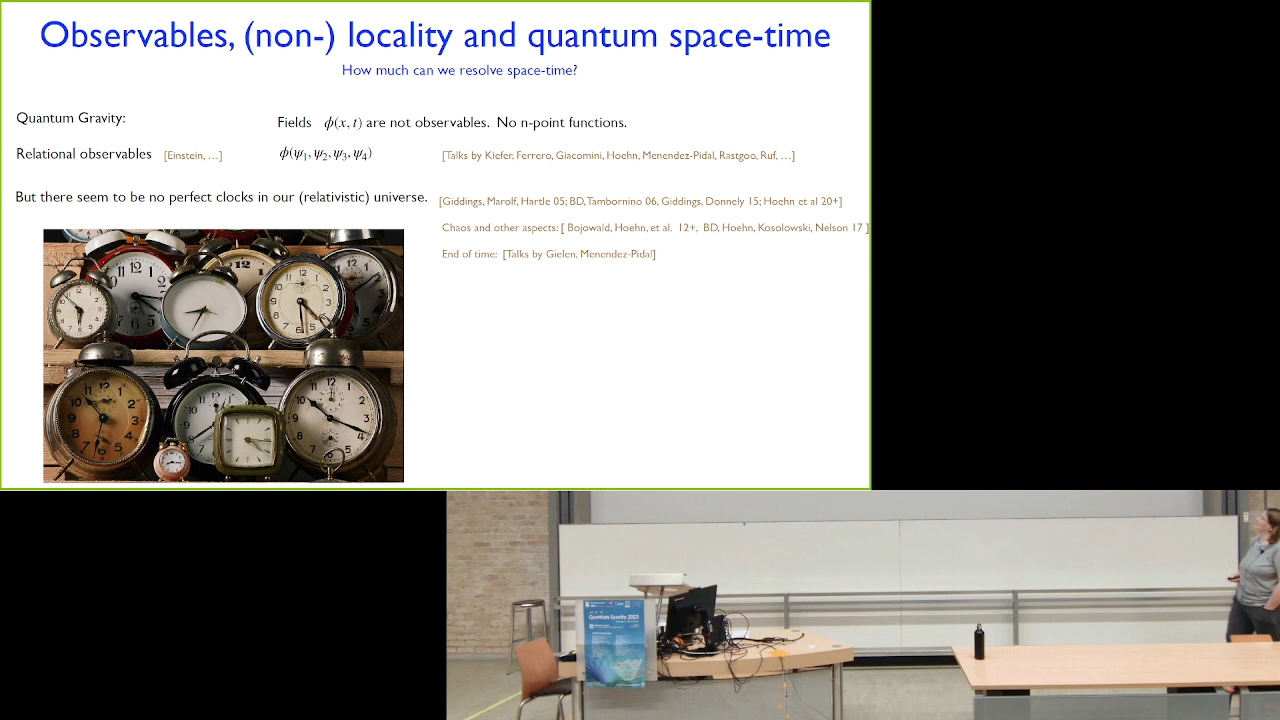 Observables, (non-) locality and quantum space-time
How much can we resolve space-time?
Quantum Gravity:
Fields ϕ(x, t) are not observables. No n-point functions.
Relational observables [Einstein, …] ϕ(ψ1, ψ2, ψ3, ψ4) [Talks by Kiefer, Ferrero, Giacomini, Hoehn, Menendez-Pidal, Rastgoo, Ruf, …]
But there seem to be no perfect clocks in our (relativistic) universe. [Giddings, Marolf, Hartle 05; BD, Tambornino 06, Giddings, Donnely 15; Hoehn et al 20+]
Chaos and other aspects: [ Bojowald, Hoehn, et al. 12+, BD, Hoehn, Kosolowski, Nelson 17 ]
End of time: [Talks by Gielen, Menendez-Pidal]
Quantum Gravity 2023